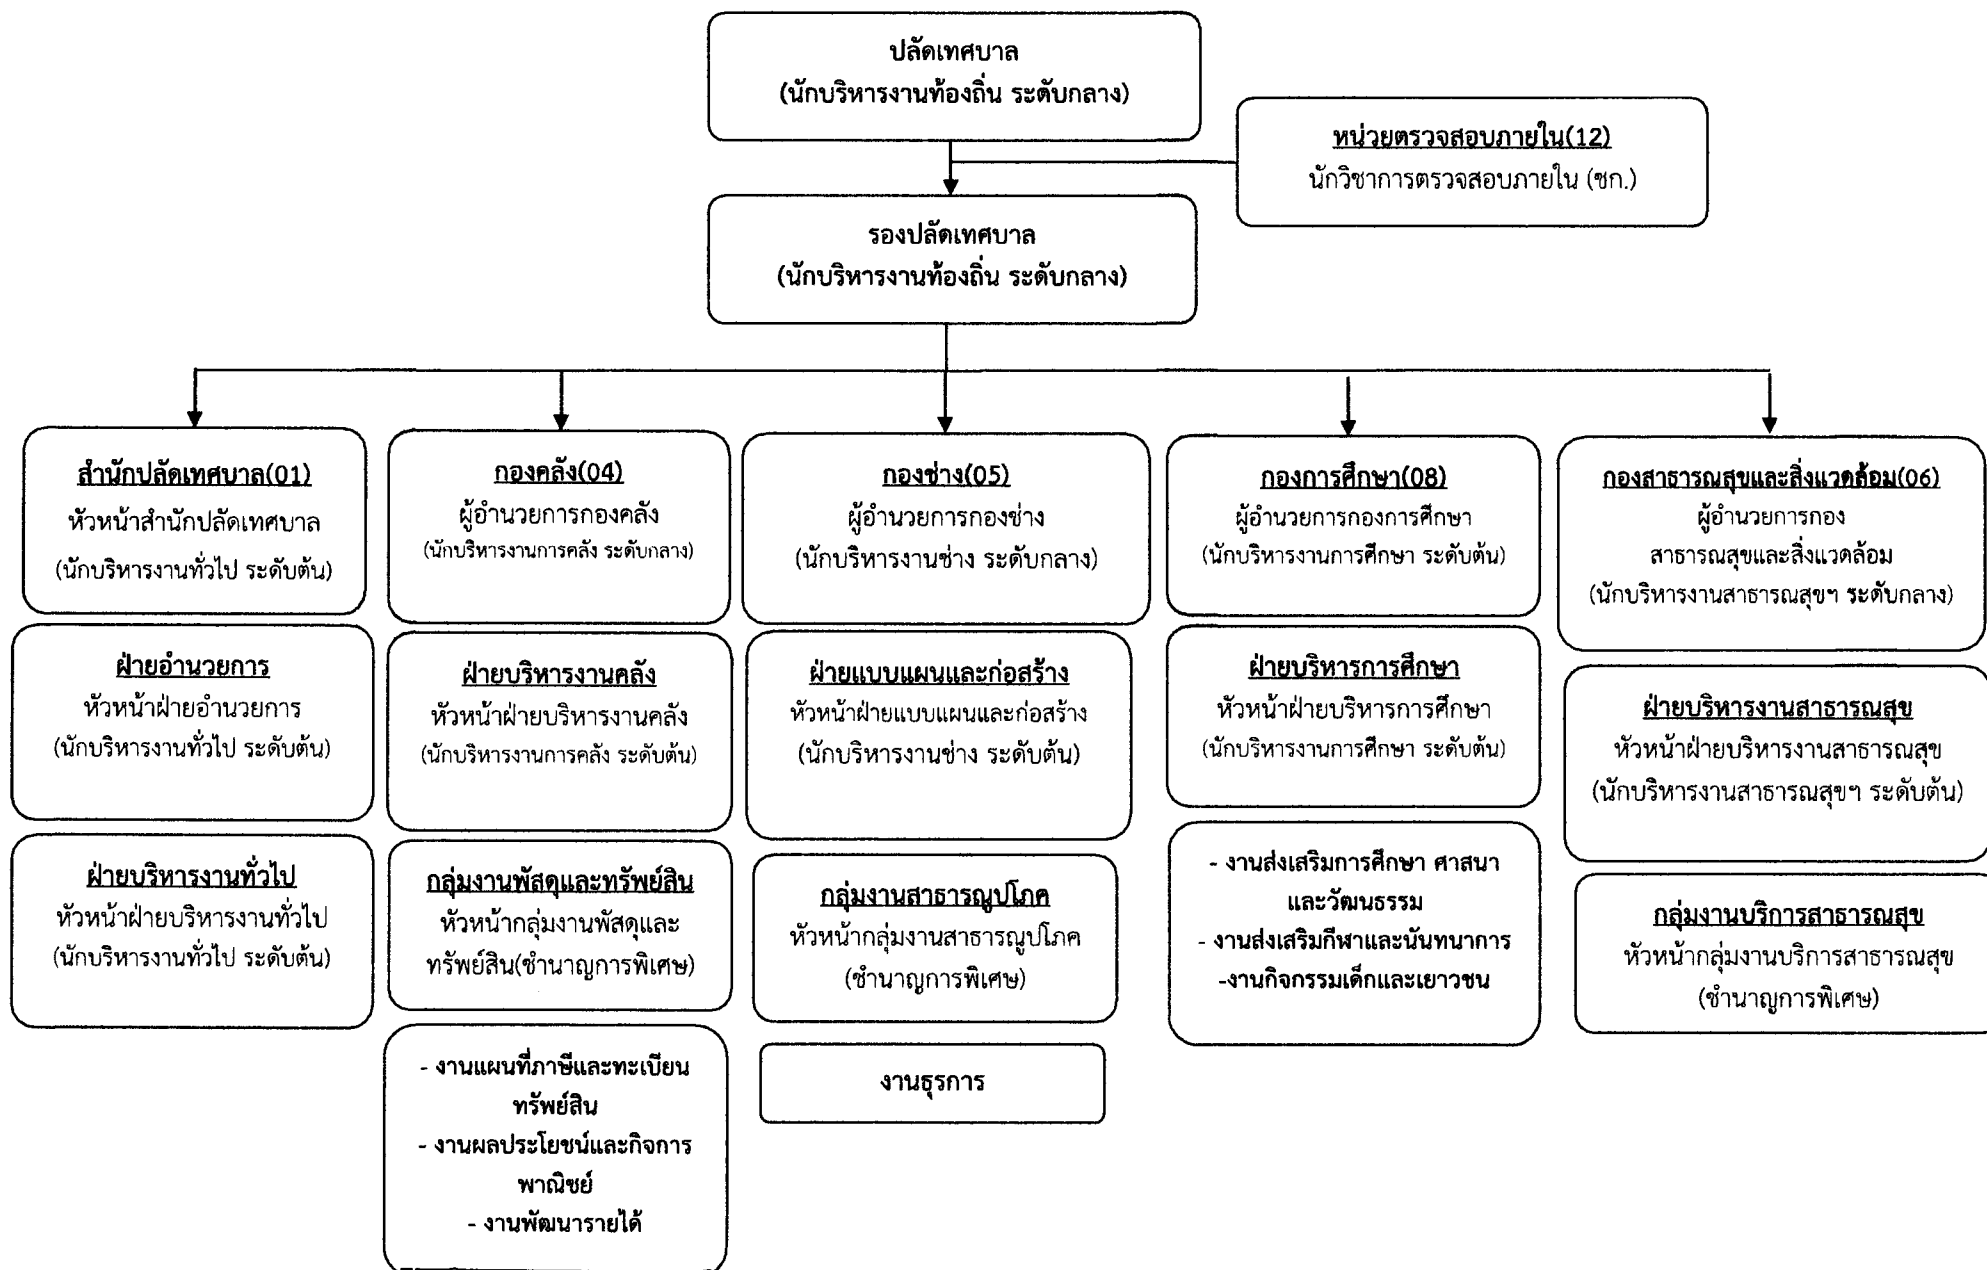 ปลัดเทศบาล
(นักบริหารงานท้องถิ่น ระดับกลาง)
หน่วยตรวจสอบภายใน(12)
นักวิชาการตรวจสอบภายใน (ชก.)
รองปลัดเทศบาล
(นักบริหารงานท้องถิ่น ระดับกลาง)
สำนักปลัดเทศบาล(01)
หัวหน้าสำนักปลัดเทศบาล
(นักบริหารงานทั่วไป ระดับต้น)
ฝ่ายอำนวยการ
หัวหน้าฝ่ายอำนวยการ
(นักบริหารงานทั่วไป ระดับต้น)
ฝ่ายบริหารงานทั่วไป
หัวหน้าฝ่ายบริหารงานทั่วไป
(นักบริหารงานทั่วไป ระดับต้น)
กองคลัง(04)
ผู้อำนวยการกองคลัง
(นักบริหารงานการคลัง ระดับกลาง)
ฝ่ายบริหารงานคลัง
หัวหน้าฝ่ายบริหารงานคลัง
(นักบริหารงานการคลัง ระดับต้น)
กลุ่มงานพัสดุและทรัพย์สิน
หัวหน้ากลุ่มงานพัสดุและ
ทรัพย์สิน(ชำนาญการพิเศษ)
- งานแผนที่ภาษีและทะเบียน
ทรัพย์สิน
- งานผลประโยชน์และกิจการ
พาณิชย์
- งานพัฒนารายได้
กองช่าง(05)
ผู้อำนวยการกองช่าง
(นักบริหารงานช่าง ระดับกลาง)
ฝ่ายแบบแผนและก่อสร้าง
หัวหน้าฝ่ายแบบแผนและก่อสร้าง
(นักบริหารงานช่าง ระดับต้น)
กลุ่มงานสาธารณูปโภค
หัวหน้ากลุ่มงานสาธารณูปโภค
(ชำนาญการพิเศษ)
งานธุรการ
กองการศึกษา(08)
ผู้อำนวยการกองการศึกษา
(นักบริหารงานการศึกษา ระดับต้น)
ฝ่ายบริหารการศึกษา
หัวหน้าฝ่ายบริหารการศึกษา
(นักบริหารงานการศึกษา ระดับต้น)
- งานส่งเสริมการศึกษา ศาสนา
และวัฒนธรรม
- งานส่งเสริมกีฬาและนันทนาการ
-งานกิจกรรมเด็กและเยาวชน
กองสาธารณสุขและสิ่งแวดล้อม(06)
ผู้อำนวยการกอง
สาธารณสุขและสิ่งแวดล้อม
(นักบริหารงานสาธารณสุขฯ ระดับกลาง)
ฝ่ายบริหารงานสาธารณสุข
หัวหน้าฝ่ายบริหารงานสาธารณสุข
(นักบริหารงานสาธารณสุขฯ ระดับต้น)
กลุ่มงานบริการสาธารณสุข
หัวหน้ากลุ่มงานบริการสาธารณสุข
(ชำนาญการพิเศษ)